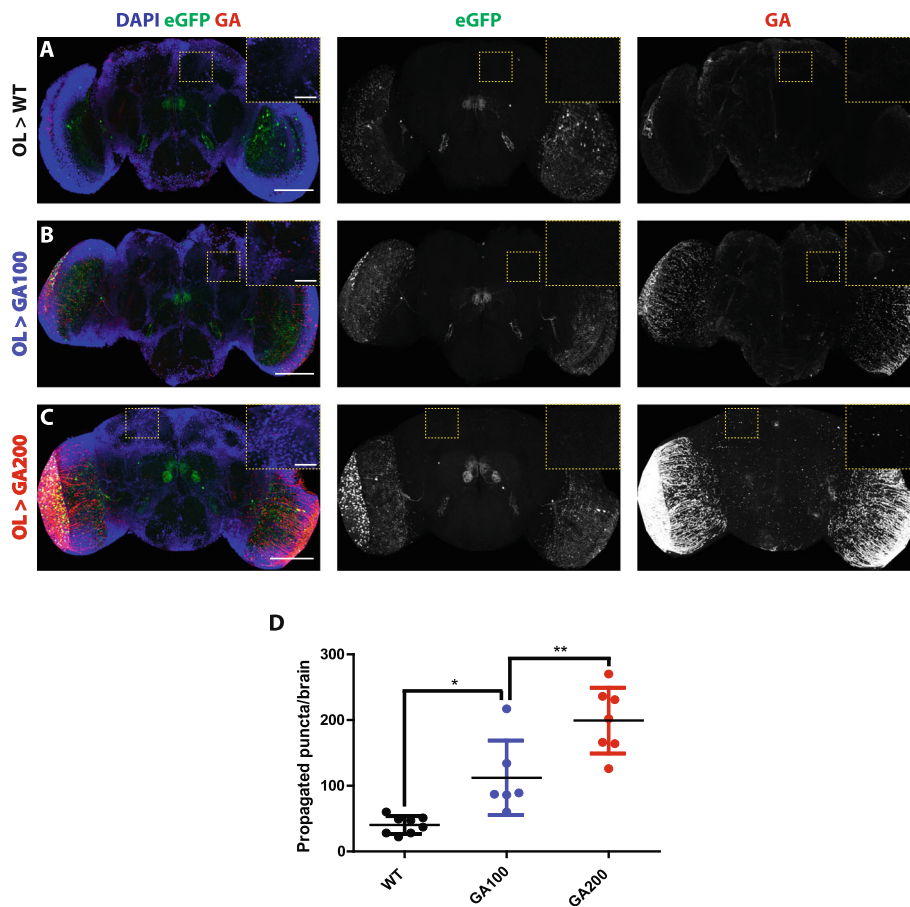 DAPI eGFP GA
eGFP
GA
A
OL > WT
B
OL > GA100
C
OL > GA200
D
Propagated puncta/brain
300
200
100
0
*
**
WT
GA100
GA200